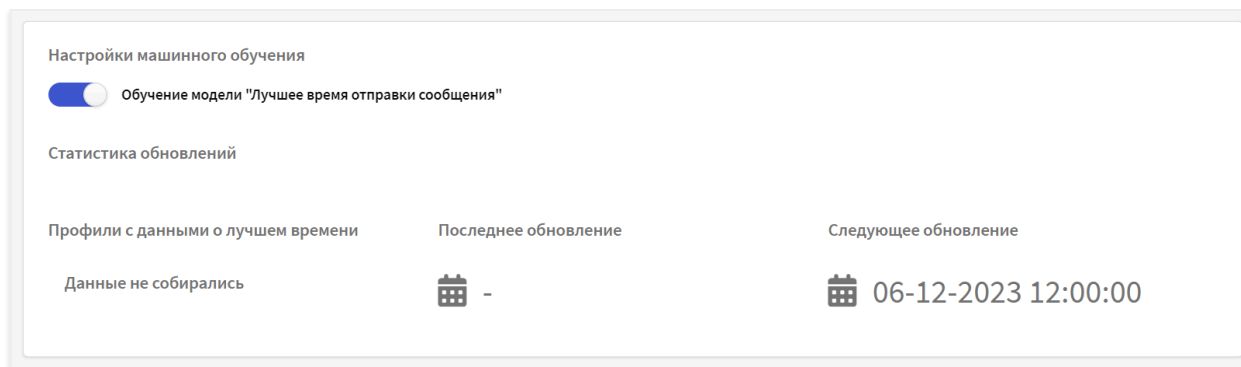 Настройки машинного обучения
Обучение модели "Лучшее время отправки сообщения"
Статистика обновлений
Профили с данными о лучшем времени
Последнее обновление
Следующее обновление
Данные не собирались
-
06-12-2023 12:00:00